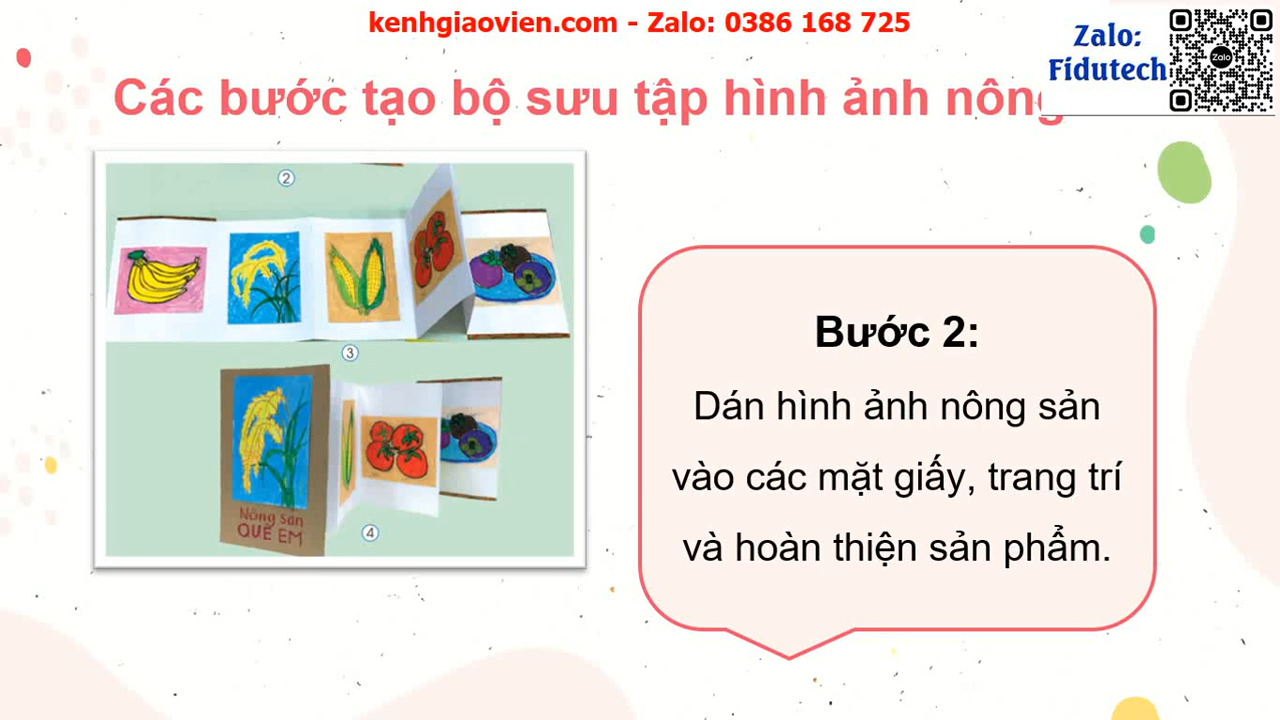 kenhgiaovien.com - Zalo: 0386 168 725
Zalo:
Fidutech
Zalo
Các bước tạo bộ sưu tập hình ảnh nông
②
③
Nông sản
QUÊ EM
④
Bước 2:
Dán hình ảnh nông sản
vào các mặt giấy, trang trí
và hoàn thiện sản phẩm.